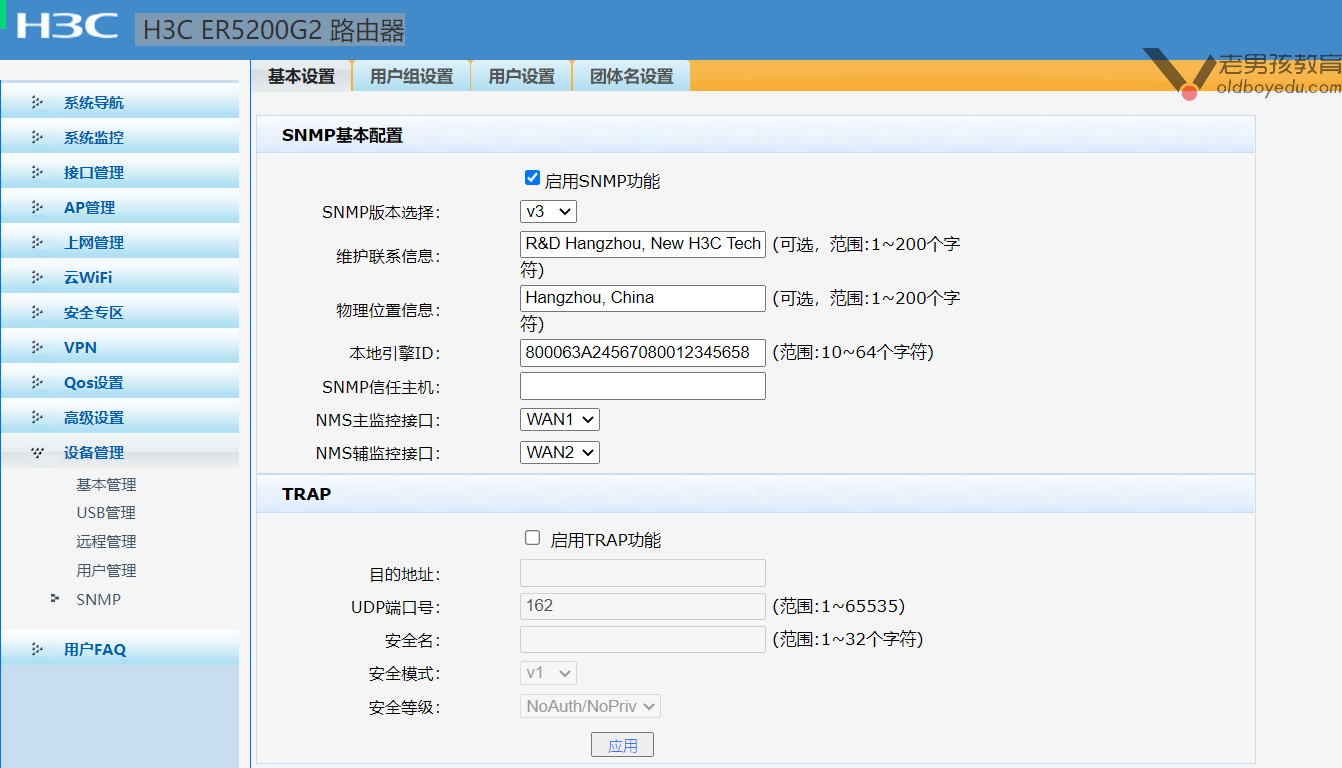 H3C H3C ER5200G2 路由器
老男孩教育
oldboyedu.com
基本设置 用户组设置 用户设置 团体名设置
系统导航
系统监控
接口管理
AP管理
上网管理
云WiFi
安全专区
VPN
Qos设置
高级设置
设备管理
基本管理
USB管理
远程管理
用户管理
SNMP
用户FAQ
SNMP基本配置
启用SNMP功能
SNMP版本选择： v3
维护联系信息： R&D Hangzhou, New H3C Tech (可选，范围:1~200个字
符)
物理位置信息： Hangzhou, China (可选，范围:1~200个字
符)
本地引擎ID： 800063A24567080012345658 (范围:10~64个字符)
SNMP信任主机：
NMS主监控接口： WAN1
NMS辅监控接口： WAN2
TRAP
启用TRAP功能
目的地址：
UDP端口号： 162 (范围:1~65535)
安全名： (范围:1~32个字符)
安全模式： v1
安全等级： NoAuth/NoPriv
应用